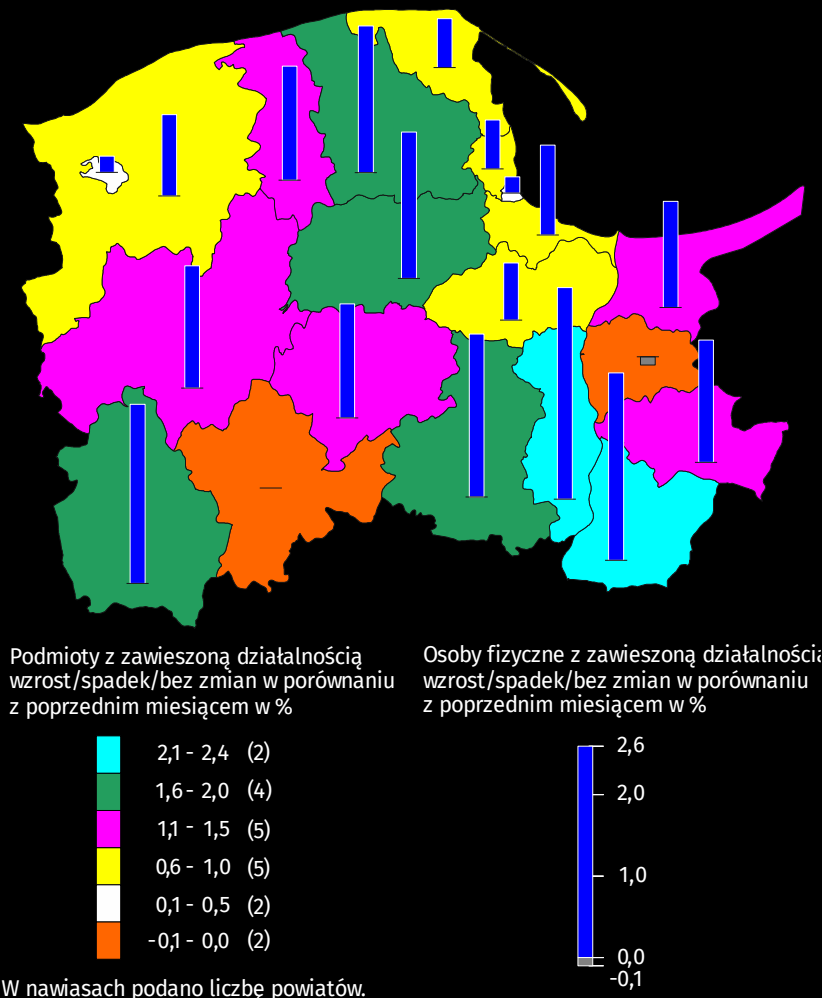 Podmioty z zawieszoną działalnością
wzrost/spadek/bez zmian w porównaniu
z poprzednim miesiącem w %
2,1 - 2,4 (2)
1,6 - 2,0 (4)
1,1 - 1,5 (5)
0,6 - 1,0 (5)
0,1 - 0,5 (2)
-0,1 - 0,0 (2)
W nawiasach podano liczbę powiatów.
Osoby fizyczne z zawieszoną działalnścia
wzrost/spadek/bez zmian w porównaniu
z poprzednim miesiącem w %
2,6
2,0
1,0
0,0
-0,1